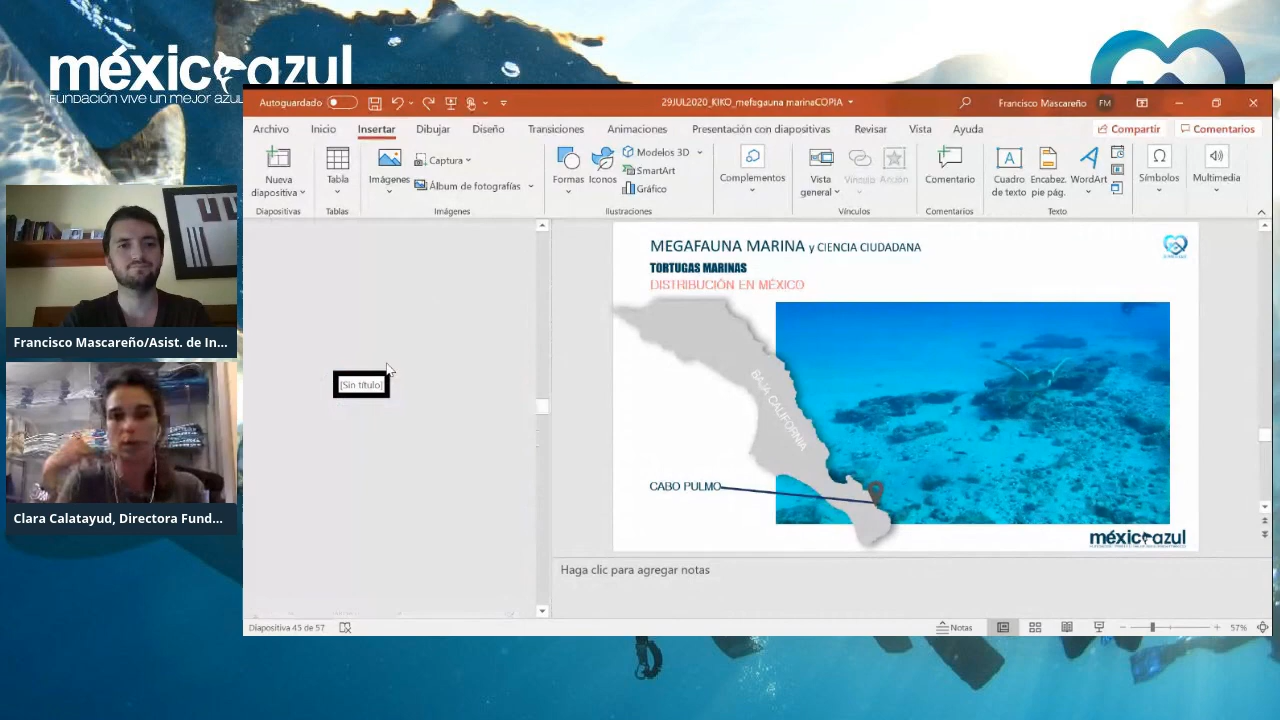 méxico azul
FUNDACIÓN VIVE UN MEJOR AZUL
Autoguardado
29JUL2020_KIKO_mefagauna marinaCOPIA
Francisco Mascareño
FM
Archivo Inicio Insertar Dibujar Diseño Transiciones Animaciones Presentación con diapositivas Revisar Vista Ayuda
Compartir
Comentarios
Nueva diapositiva
Tabla
Imágenes
Captura
Álbum de fotografías
Formas
Iconos
Modelos 3D
SmartArt
Gráfico
Complementos
Vista general
Vínculo
Acción
Comentario
Cuadro de texto
Encabez. pie pág.
WordArt
Símbolos
Multimedia
Diapositivas Tablas Imágenes Ilustraciones Vínculos Comentarios Texto
Francisco Mascareño/Asist. de In...
Clara Calatayud, Directora Fund...
[Sin título]
MEGAFAUNA MARINA y CIENCIA CIUDADANA
TORTUGAS MARINAS
DISTRIBUCIÓN EN MÉXICO
BAJA CALIFORNIA
CABO PULMO
méxico azul
Haga clic para agregar notas
Diapositiva 45 de 57
Notas
57%